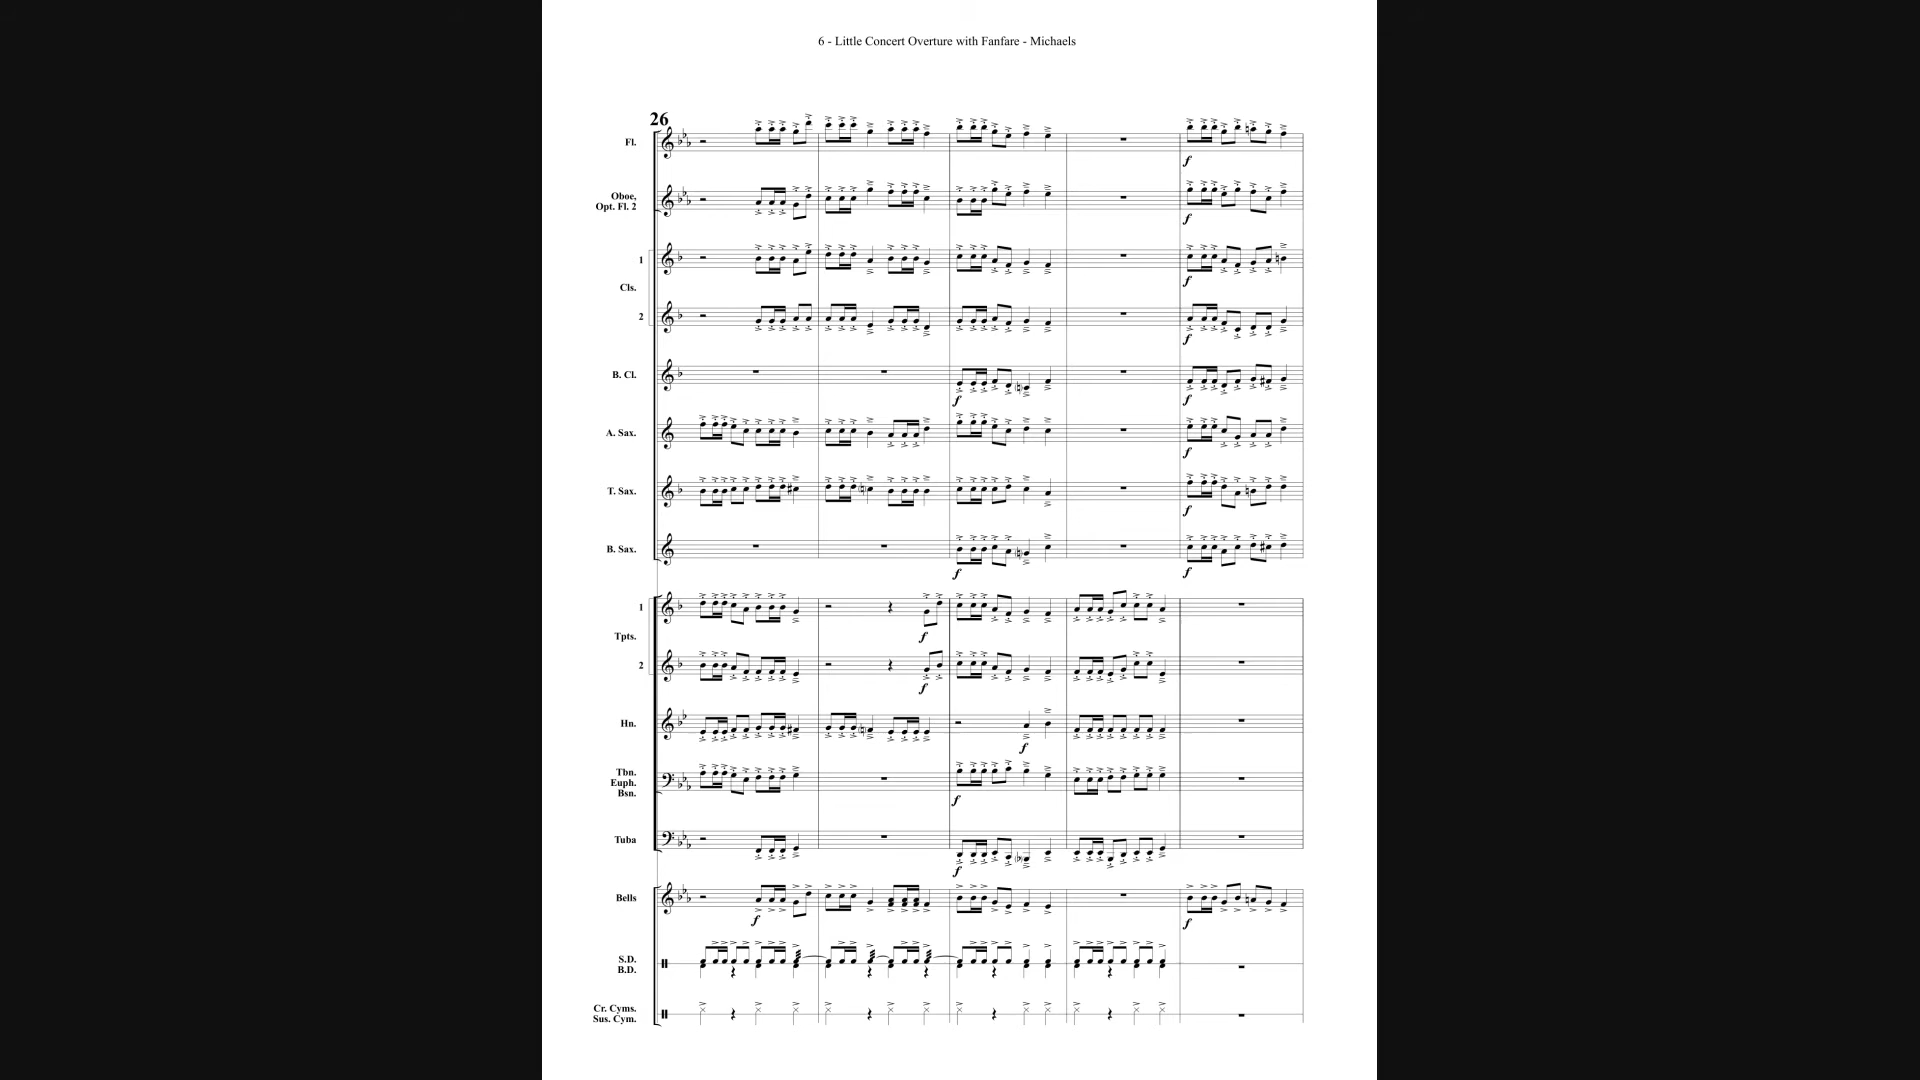 6 - Little Concert Overture with Fanfare - Michaels
26
Fl.
Oboe,
Opt. Fl. 2
1
Cls.
2
B. Cl.
A. Sax.
T. Sax.
B. Sax.
1
Tpts.
2
Hn.
Tbn.
Euph.
Bsn.
Tuba
Bells
S.D.
B.D.
Cr. Cyms.
Sus. Cym.